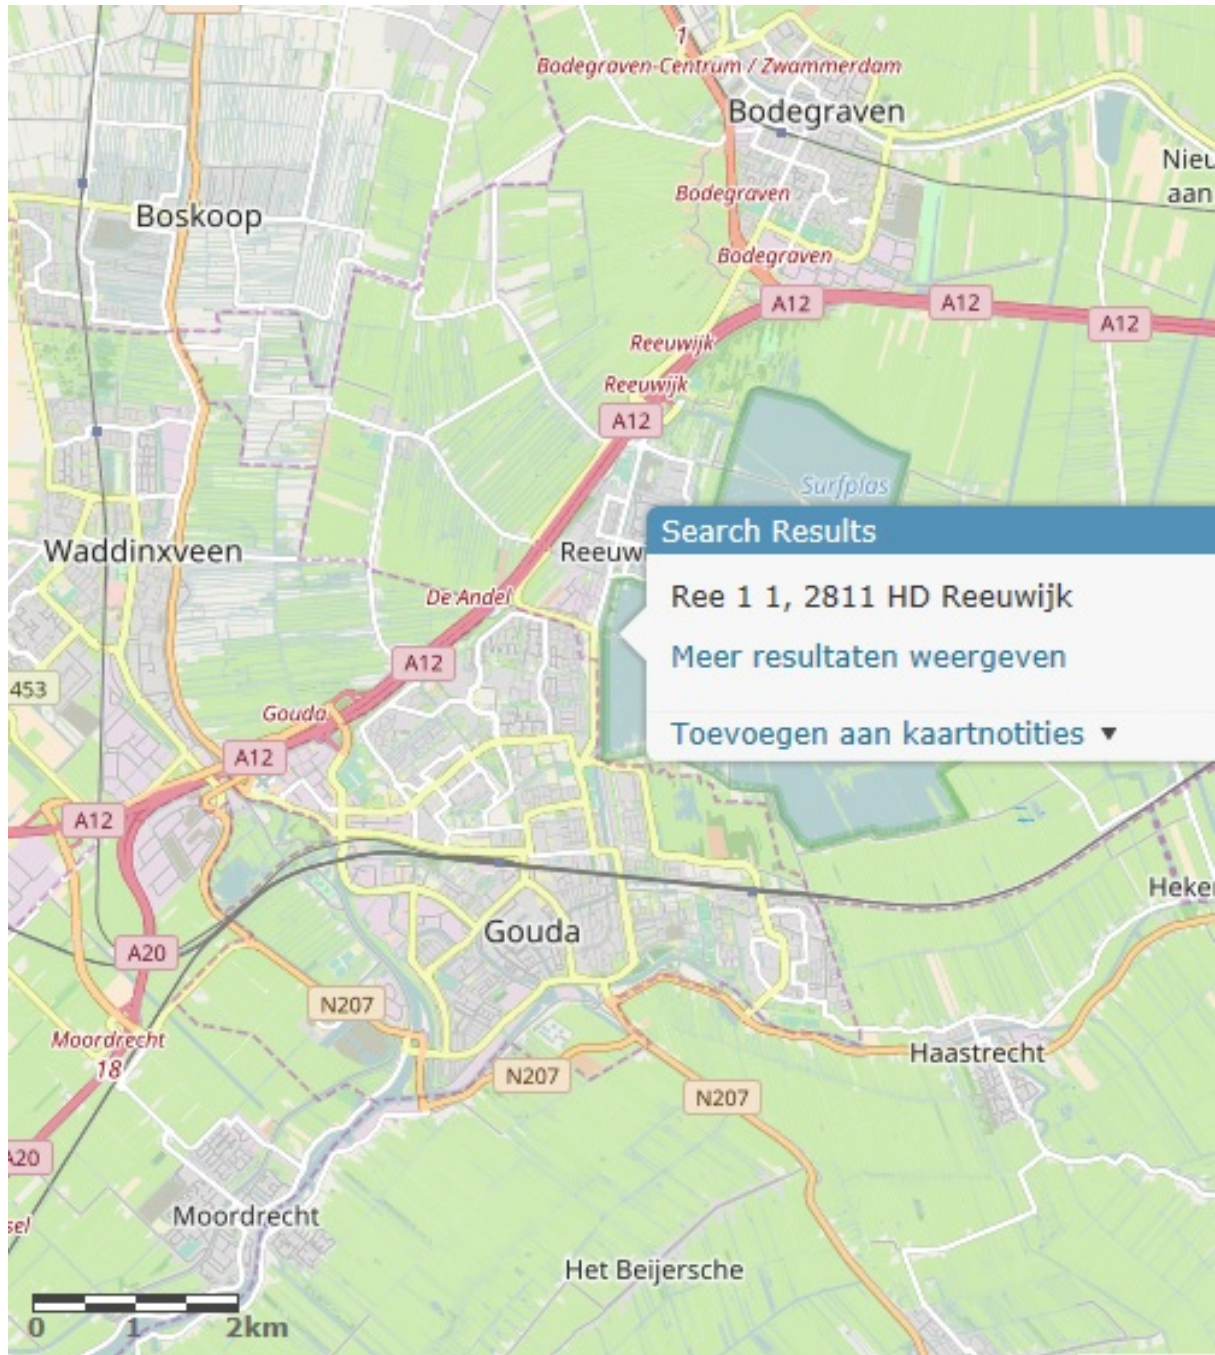 1
Bodegraven-Centrum / Zwammerdam
Bodegraven
Nieu
aan
Bodegraven
Boskoop
Bodegraven
A12
A12
A12
Reeuwijk
Reeuwijk
A12
Surfplas
Search Results
Waddinxveen
Reeuw
Ree 1 1, 2811 HD Reeuwijk
De Andel
Meer resultaten weergeven
A12
453
Gouda
Toevoegen aan kaartnotities ▼
A12
A12
Heke
Gouda
A20
N207
Moordrecht
18
Haastrecht
N207
N207
A20
Moordrecht
sel
Het Beijersche
0 1 2km